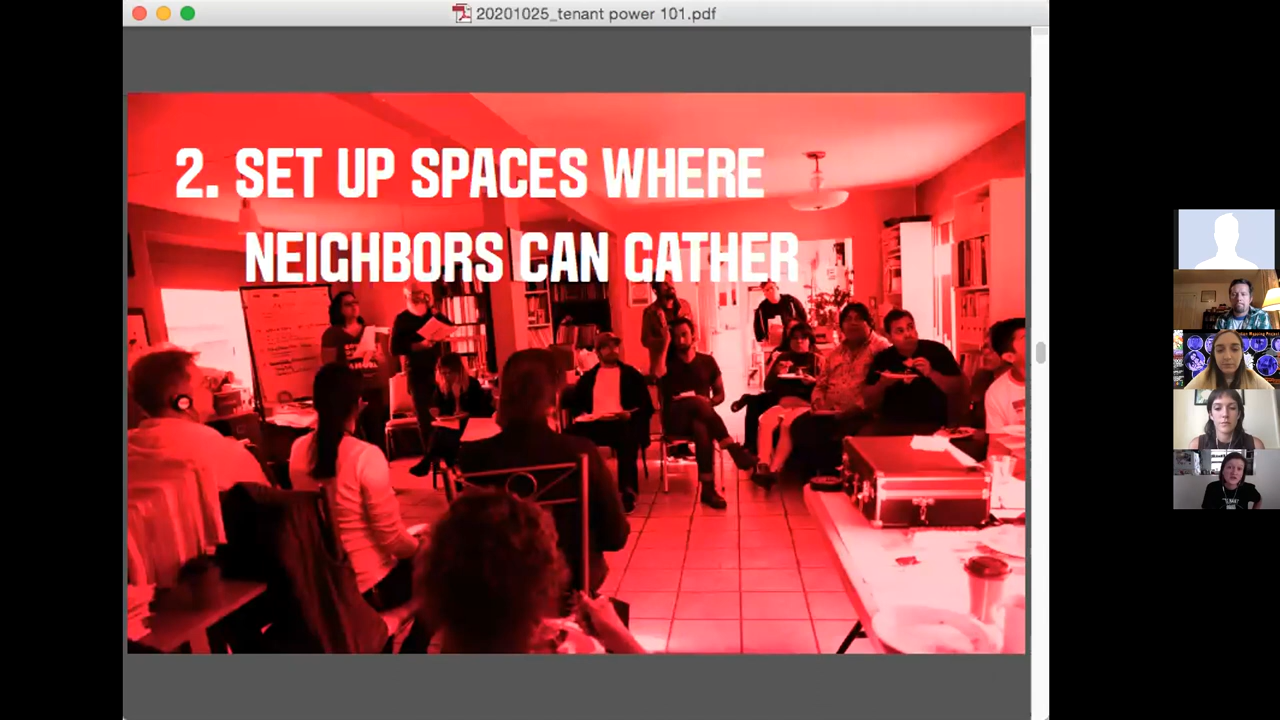 20201025_tenant power 101.pdf
2. SET UP SPACES WHERE
NEIGHBORS CAN GATHER